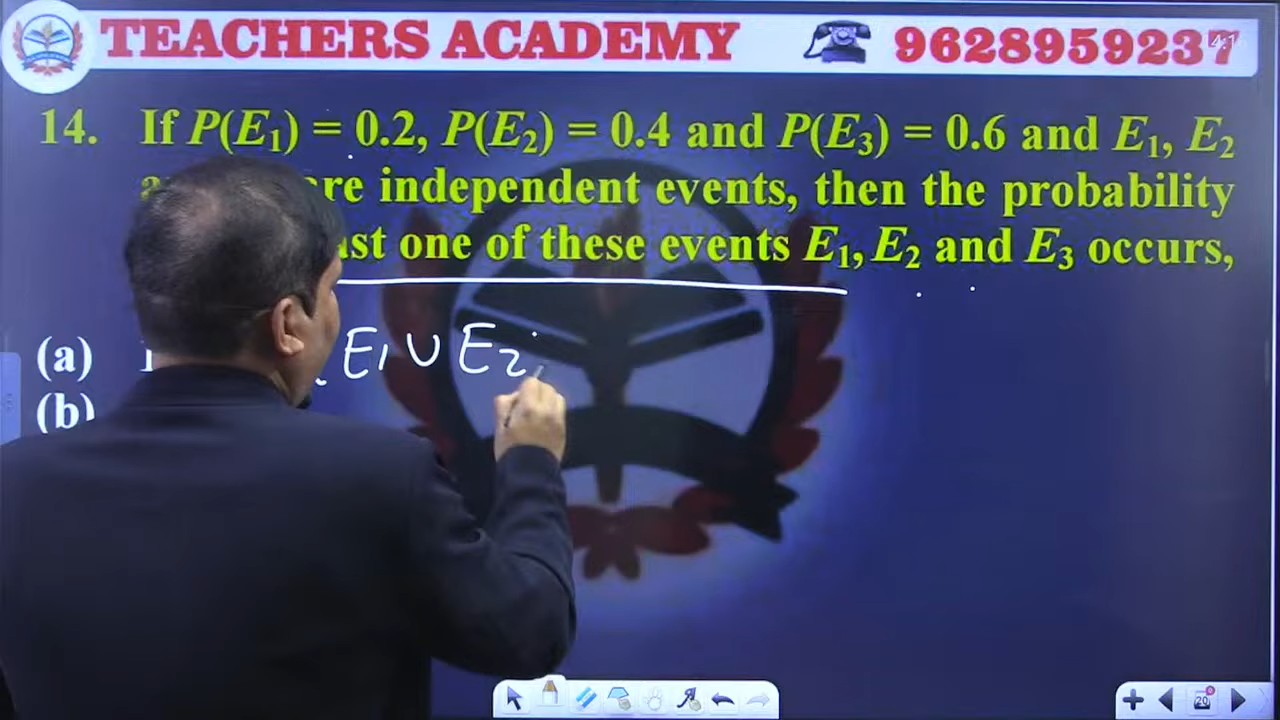 TEACHERS ACADEMY 9628959237
14. If P(E₁) = 0.2, P(E₂) = 0.4 and P(E₃) = 0.6 and E₁, E₂
are independent events, then the probability
one of these events E₁, E₂ and E₃ occurs,
(a) E1 ∪ E2
(b)